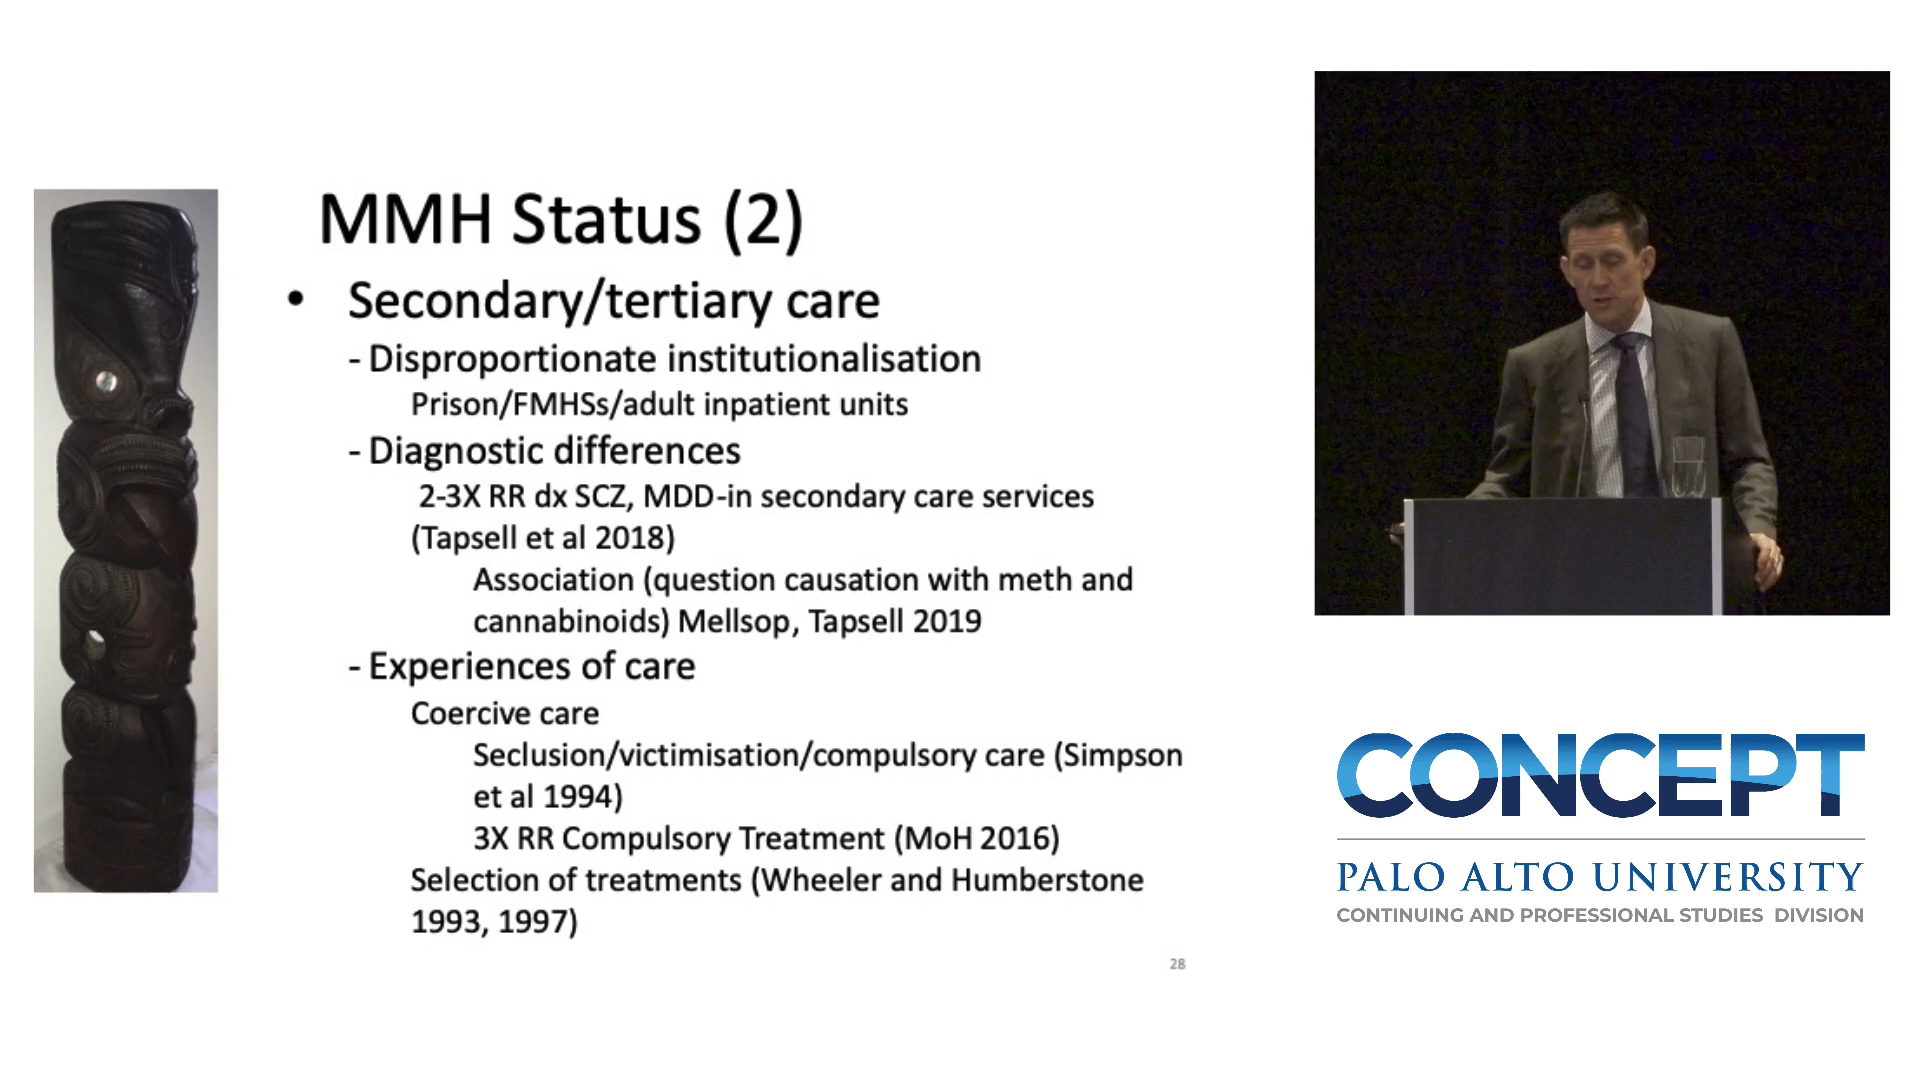 MMH Status (2)
• Secondary/tertiary care
- Disproportionate institutionalisation
Prison/FMHSs/adult inpatient units
- Diagnostic differences
2-3X RR dx SCZ, MDD-in secondary care services
(Tapsell et al 2018)
Association (question causation with meth and
cannabinoids) Mellsop, Tapsell 2019
- Experiences of care
Coercive care
Seclusion/victimisation/compulsory care (Simpson
et al 1994)
3X RR Compulsory Treatment (MoH 2016)
Selection of treatments (Wheeler and Humberstone
1993, 1997)
28
CONCEPT
PALO ALTO UNIVERSITY
CONTINUING AND PROFESSIONAL STUDIES DIVISION